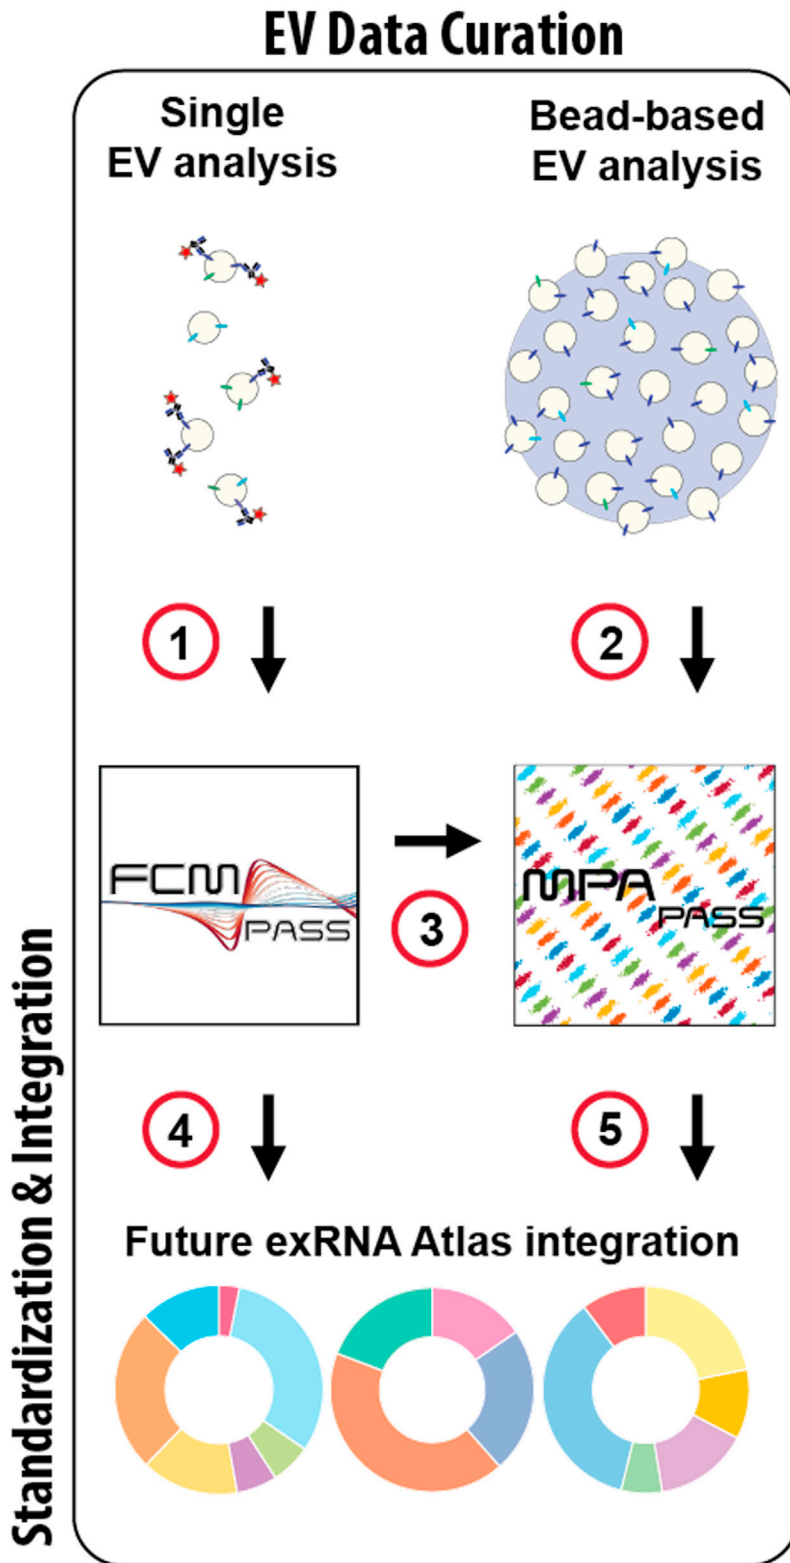 EV Data Curation
Single
EV analysis
Bead-based
EV analysis
1
2
FCM
PASS
3
MPA
PASS
4
5
Future exRNA Atlas integration
Standardization & Integration